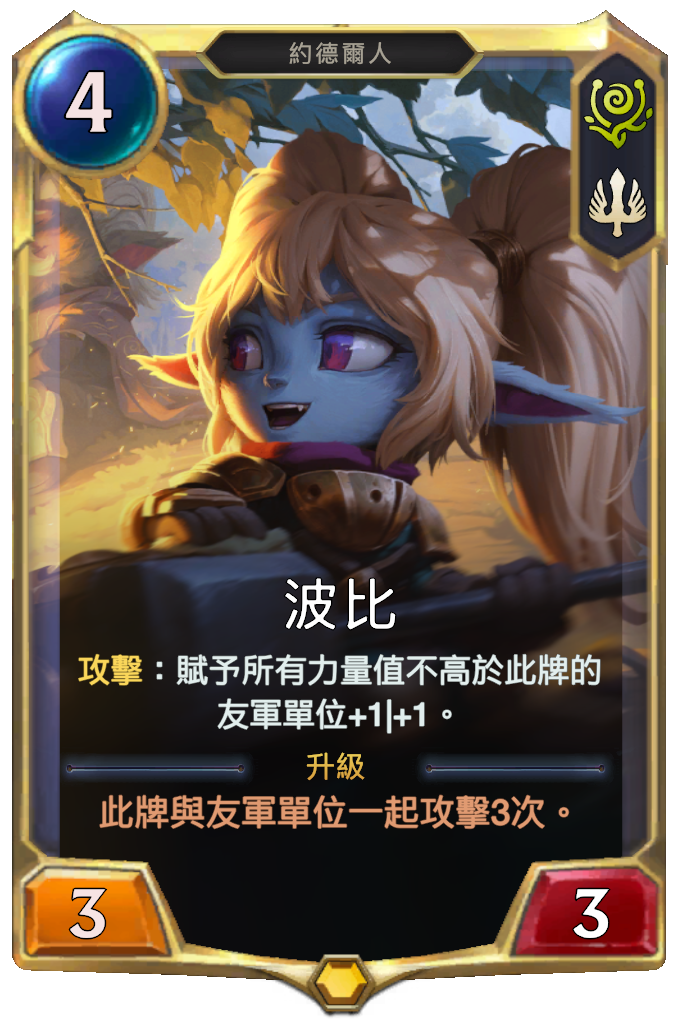 約德爾人
4
波比
攻擊：賦予所有力量值不高於此牌的
友軍單位+1|+1。
升級
此牌與友軍單位一起攻擊3次。
3
3